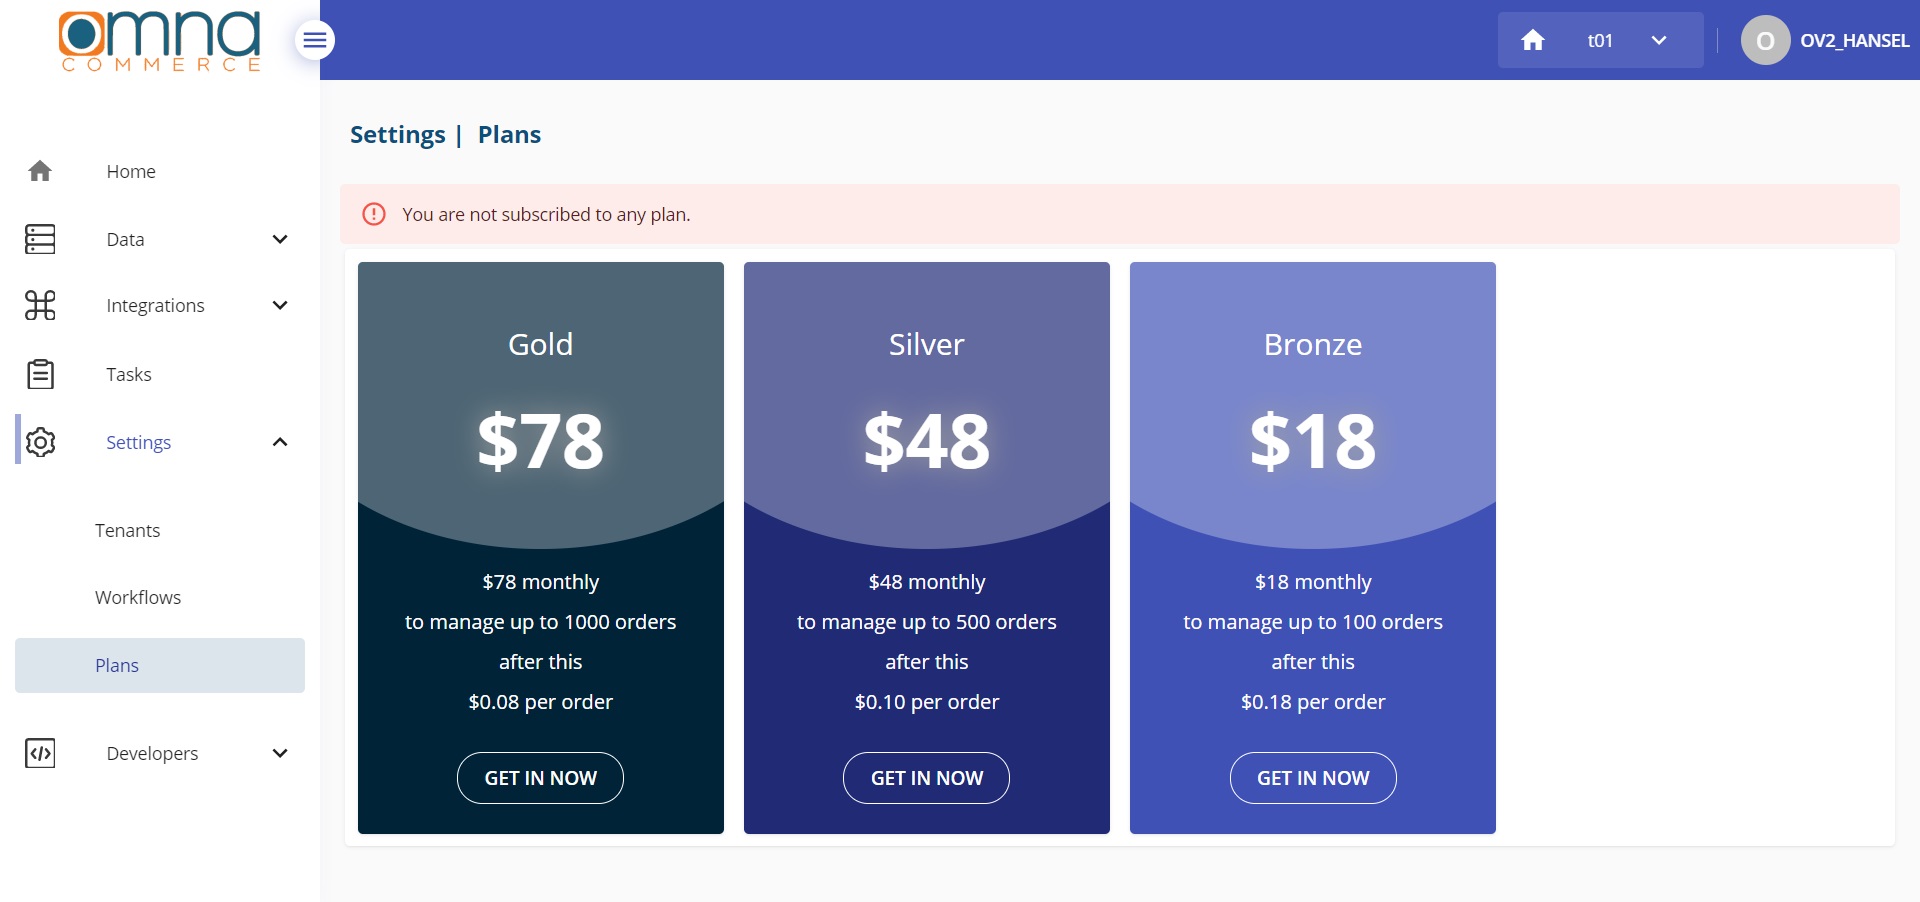 omna
COMMERCE
t01
O
OV2_HANSEL
Home
Data
Integrations
Tasks
Settings
Tenants
Workflows
Plans
Developers
Settings | Plans
You are not subscribed to any plan.
Gold
$78
$78 monthly
to manage up to 1000 orders
after this
$0.08 per order
GET IN NOW
Silver
$48
$48 monthly
to manage up to 500 orders
after this
$0.10 per order
GET IN NOW
Bronze
$18
$18 monthly
to manage up to 100 orders
after this
$0.18 per order
GET IN NOW